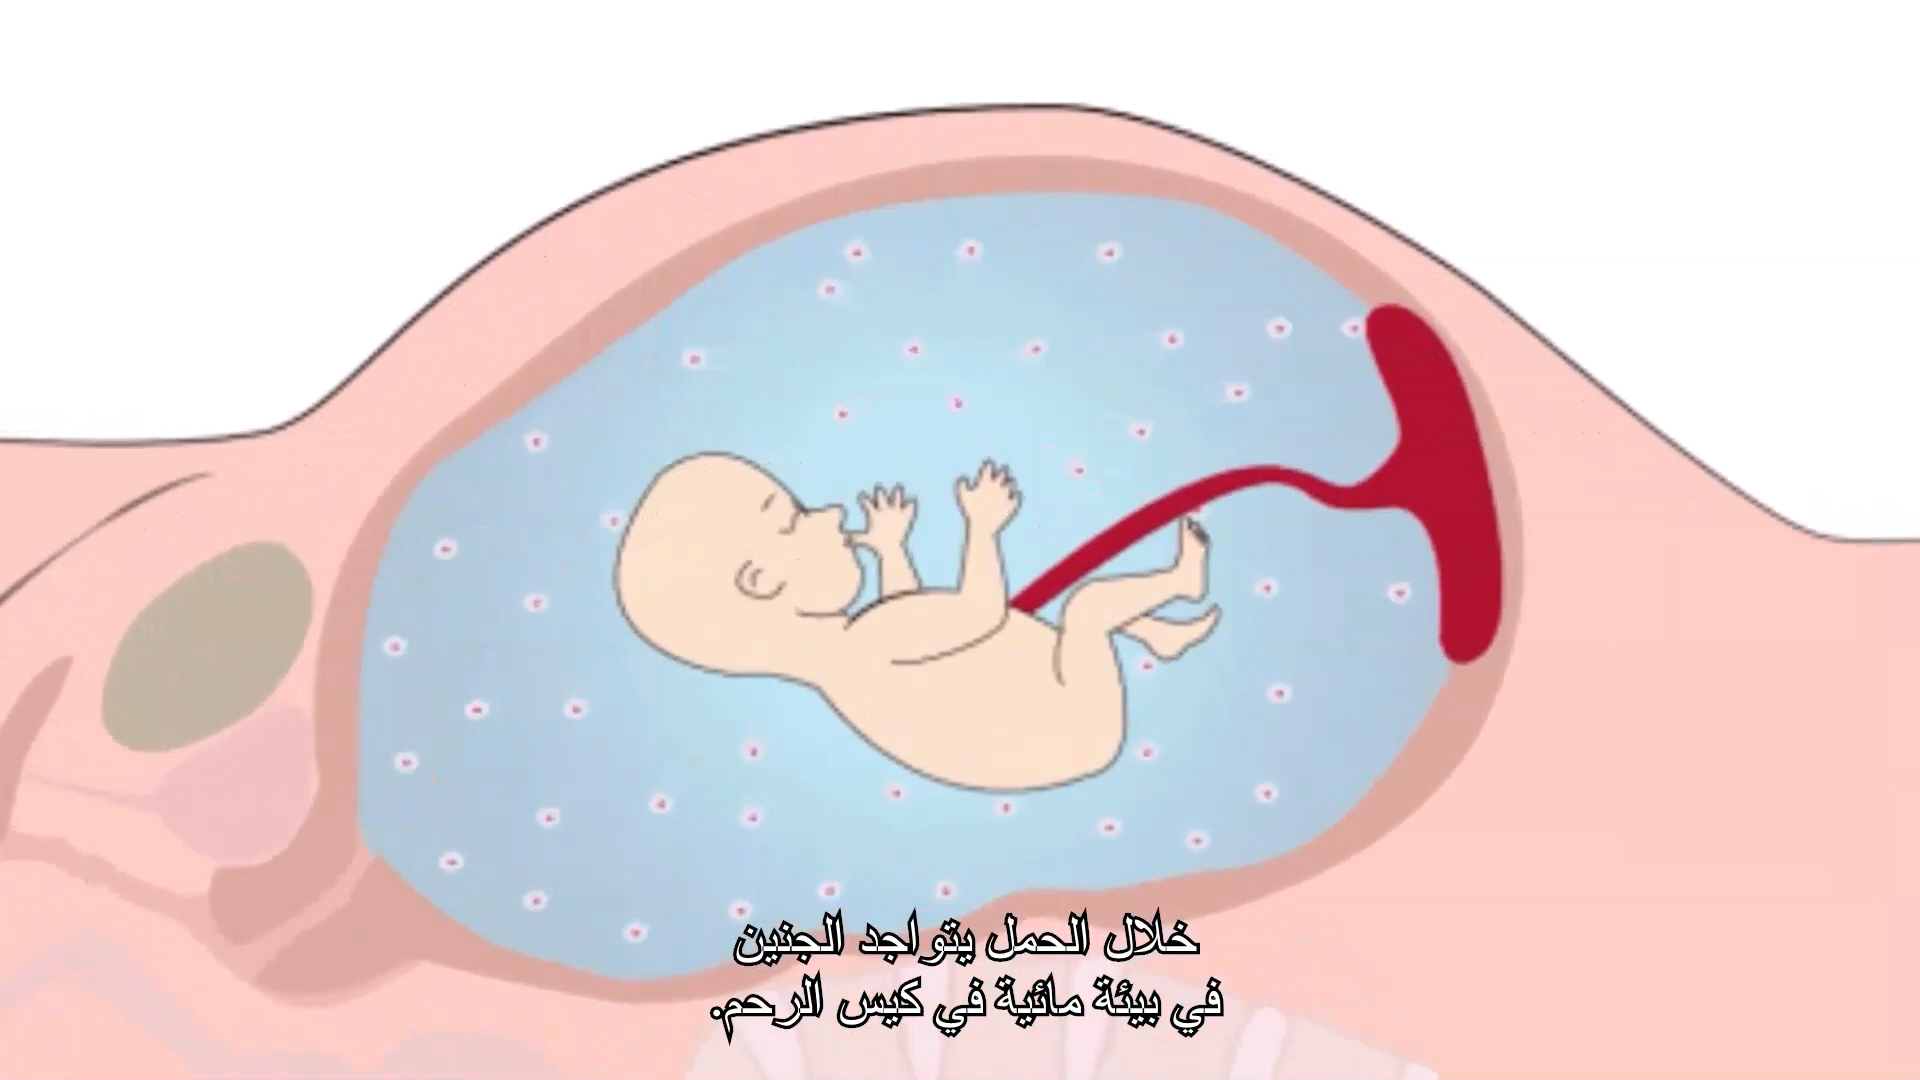 خلال الحمل يتواجد الجنين
في بيئة مائية في كيس الرحم.